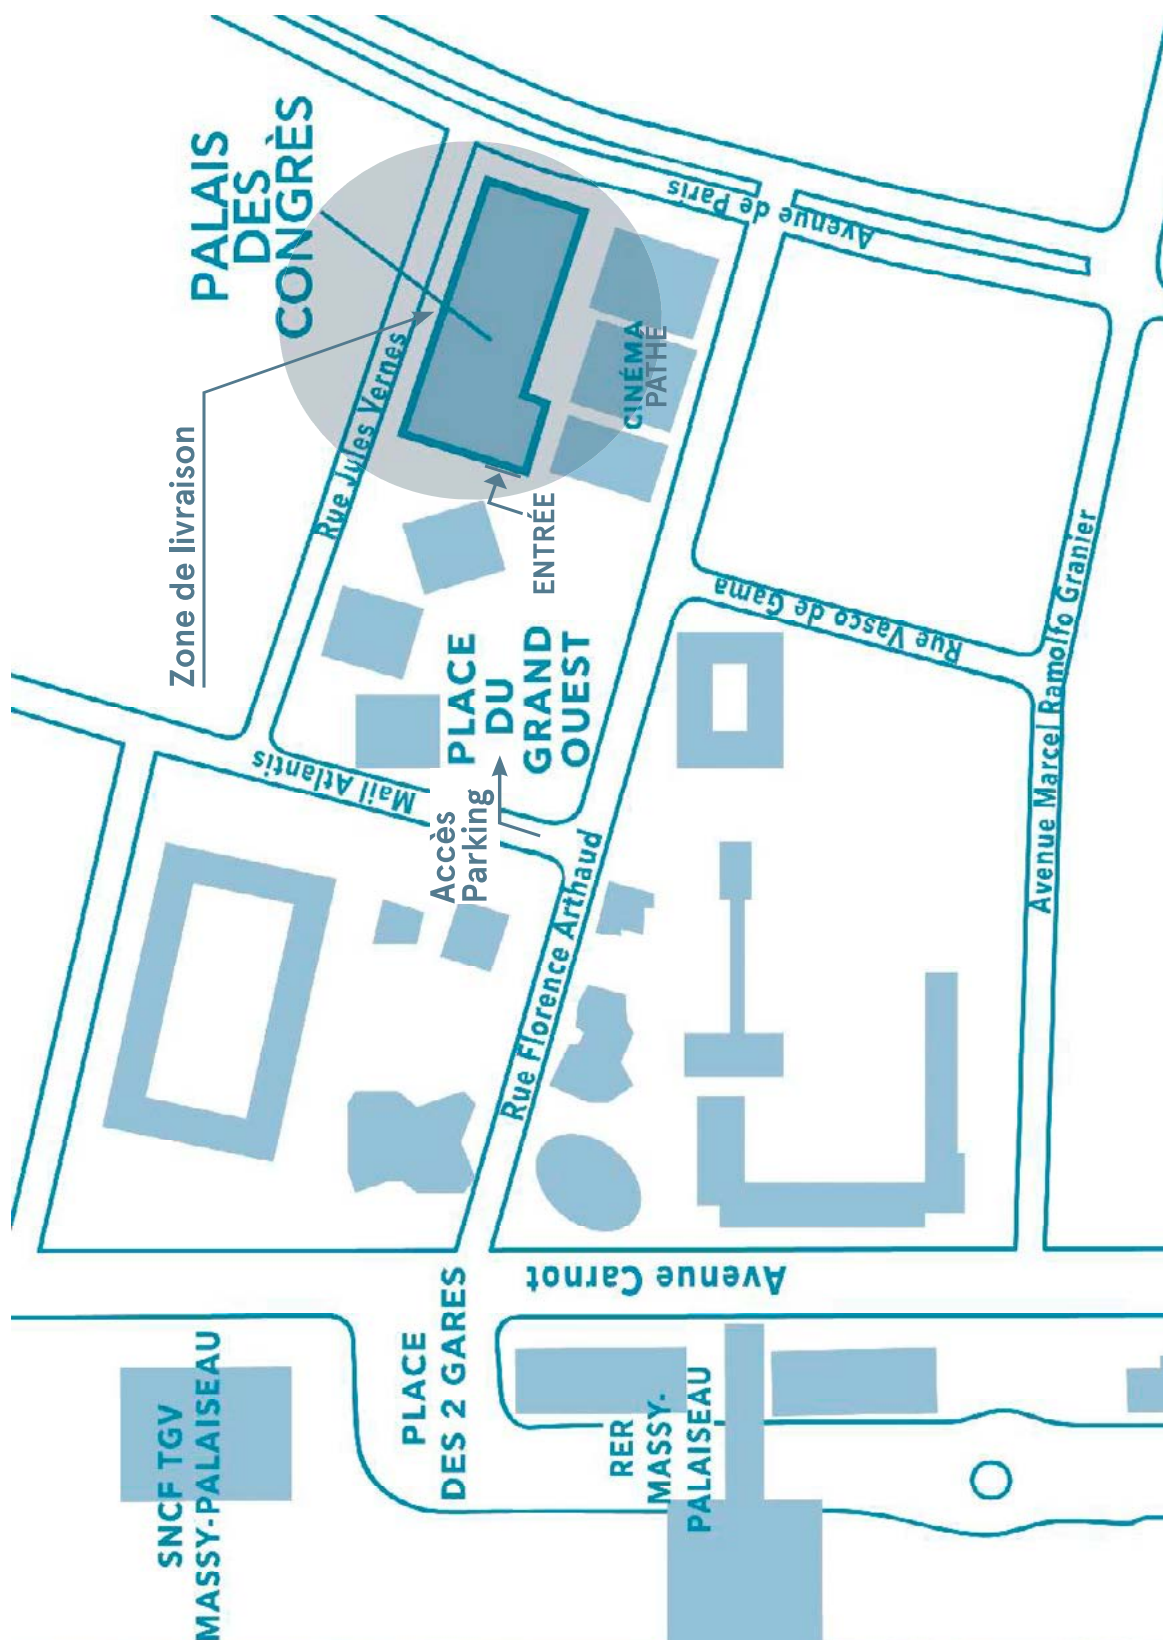 PALAIS
DES
CONGRÈS
Zone de livraison
Rue Jules Vernes
Avenue de Paris
CINÉMA
PATHÉ
ENTRÉE
PLACE
DU
GRAND
OUEST
Mail Atlantis
Accès
Parking
Rue Vasco de Gama
Avenue Marcel Ramolfo Granier
Rue Florence Arthaud
Avenue Carnot
PLACE
DES 2 GARES
SNCF TGV
MASSY-PALAISEAU
RER
MASSY-
PALAISEAU